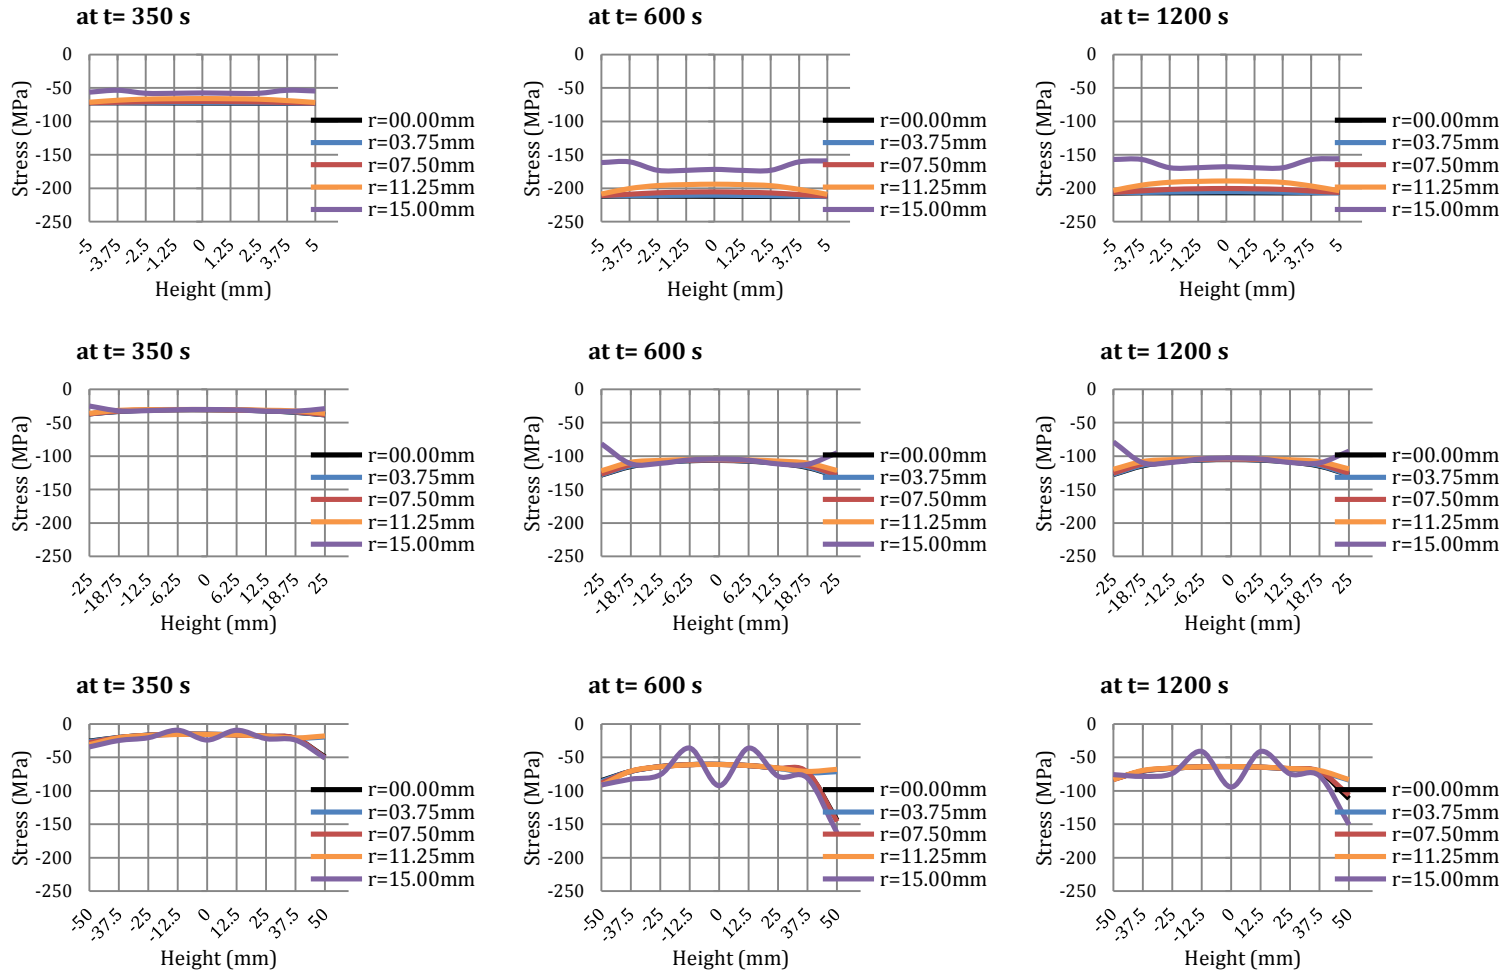 at t= 350 s
0
-50
-100
-150
-200
-250
Stress (MPa)
-5
-3.75
-2.5
-1.25
0
1.25
2.5
3.75
5
Height (mm)
r=00.00mm
r=03.75mm
r=07.50mm
r=11.25mm
r=15.00mm
at t= 600 s
0
-50
-100
-150
-200
-250
Stress (MPa)
-5
-3.75
-2.5
-1.25
0
1.25
2.5
3.75
5
Height (mm)
r=00.00mm
r=03.75mm
r=07.50mm
r=11.25mm
r=15.00mm
at t= 1200 s
0
-50
-100
-150
-200
-250
Stress (MPa)
-5
-3.75
-2.5
-1.25
0
1.25
2.5
3.75
5
Height (mm)
r=00.00mm
r=03.75mm
r=07.50mm
r=11.25mm
r=15.00mm
at t= 350 s
0
-50
-100
-150
-200
-250
Stress (MPa)
-25
-18.75
-12.5
-6.25
0
6.25
12.5
18.75
25
Height (mm)
r=00.00mm
r=03.75mm
r=07.50mm
r=11.25mm
r=15.00mm
at t= 600 s
0
-50
-100
-150
-200
-250
Stress (MPa)
-25
-18.75
-12.5
-6.25
0
6.25
12.5
18.75
25
Height (mm)
r=00.00mm
r=03.75mm
r=07.50mm
r=11.25mm
r=15.00mm
at t= 1200 s
0
-50
-100
-150
-200
-250
Stress (MPa)
-25
-18.75
-12.5
-6.25
0
6.25
12.5
18.75
25
Height (mm)
r=00.00mm
r=03.75mm
r=07.50mm
r=11.25mm
r=15.00mm
at t= 350 s
0
-50
-100
-150
-200
-250
Stress (MPa)
-50
-37.5
-25
-12.5
0
12.5
25
37.5
50
Height (mm)
r=00.00mm
r=03.75mm
r=07.50mm
r=11.25mm
r=15.00mm
at t= 600 s
0
-50
-100
-150
-200
-250
Stress (MPa)
-50
-37.5
-25
-12.5
0
12.5
25
37.5
50
Height (mm)
r=00.00mm
r=03.75mm
r=07.50mm
r=11.25mm
r=15.00mm
at t= 1200 s
0
-50
-100
-150
-200
-250
Stress (MPa)
-50
-37.5
-25
-12.5
0
12.5
25
37.5
50
Height (mm)
r=00.00mm
r=03.75mm
r=07.50mm
r=11.25mm
r=15.00mm